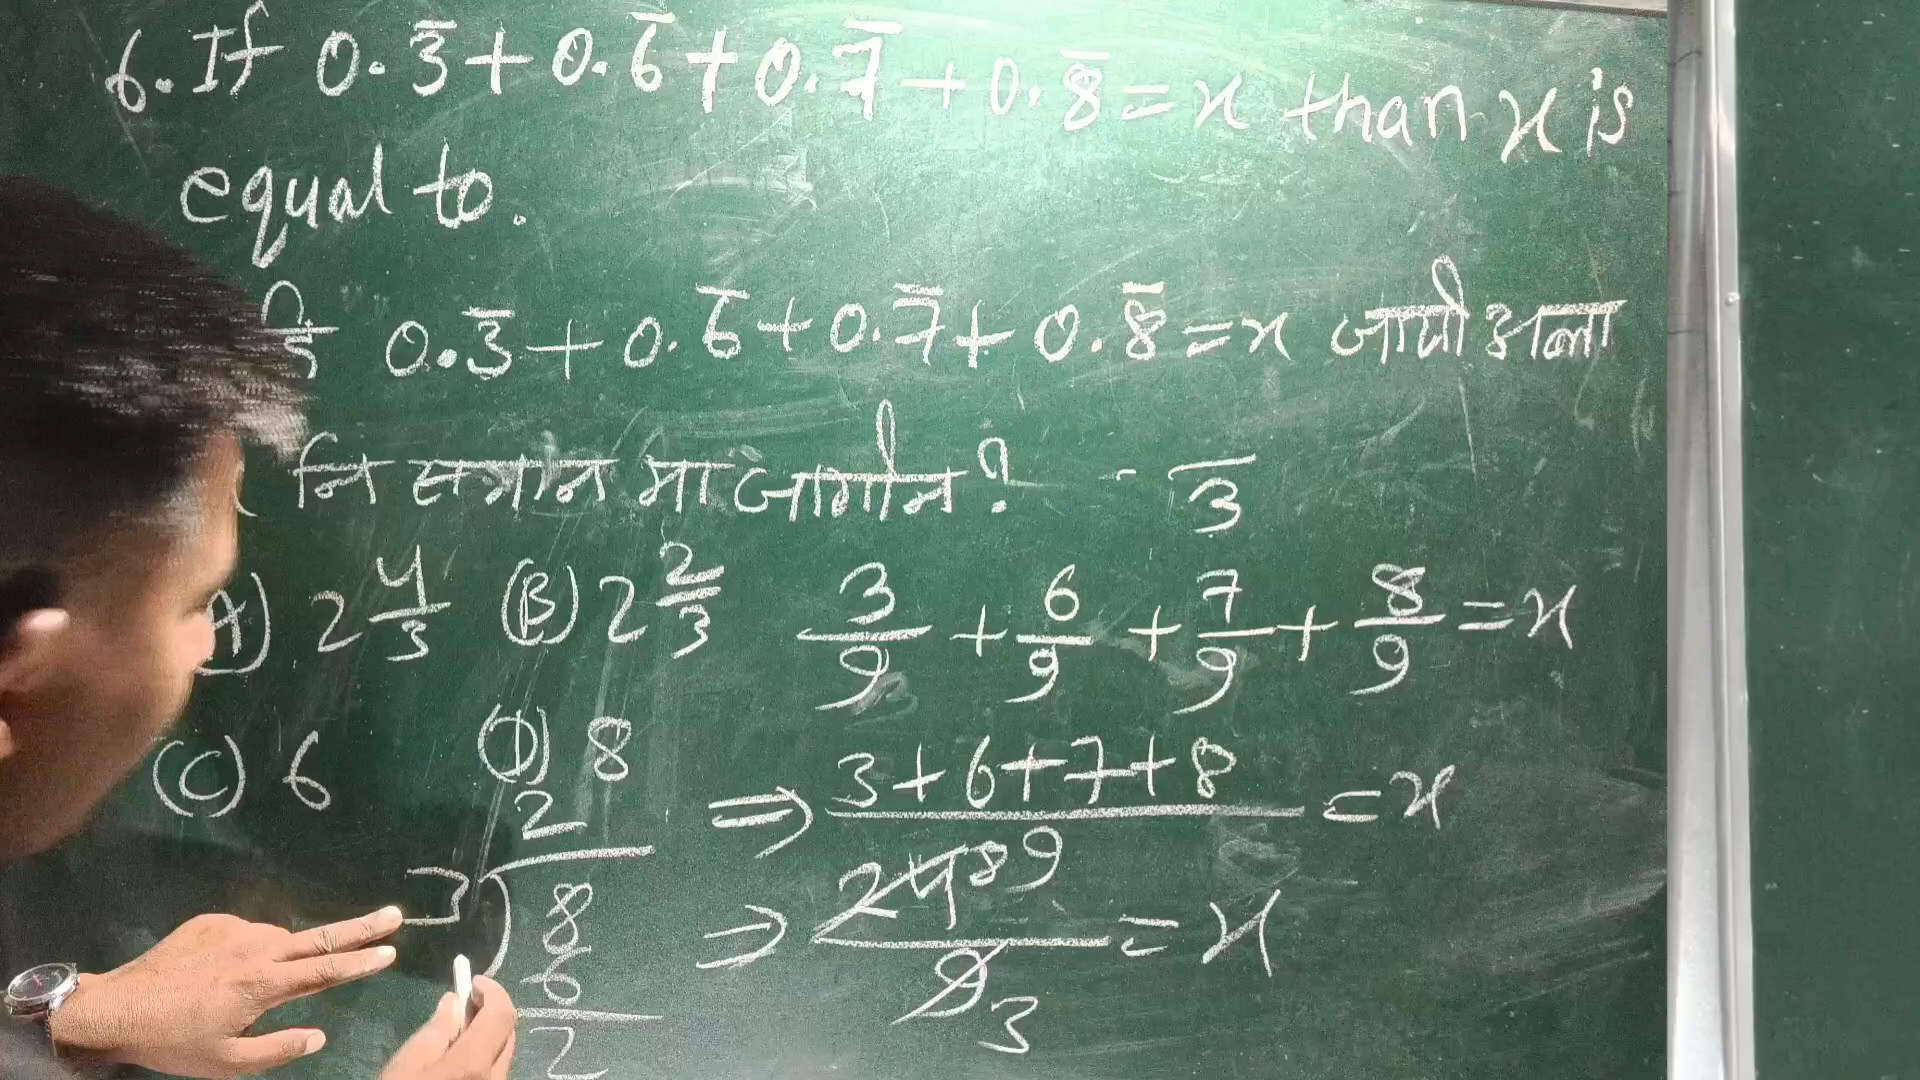 6. If 0.3̅ + 0.6̅ + 0.7̅ + 0.8̅ = x than x is
equal to.
0.3̅ + 0.6̅ + 0.7̅ + 0.8̅ = x जायो अला
नि समान मा जागोन?
3̅
(A) 2 4/3 (B) 2 2/3
(C) 6 (D) 8
3/9 + 6/9 + 7/9 + 8/9 = x
⇒ (3+6+7+8)/9 = x
⇒ 24 8/9 3 = x
2
3) 8
6
2